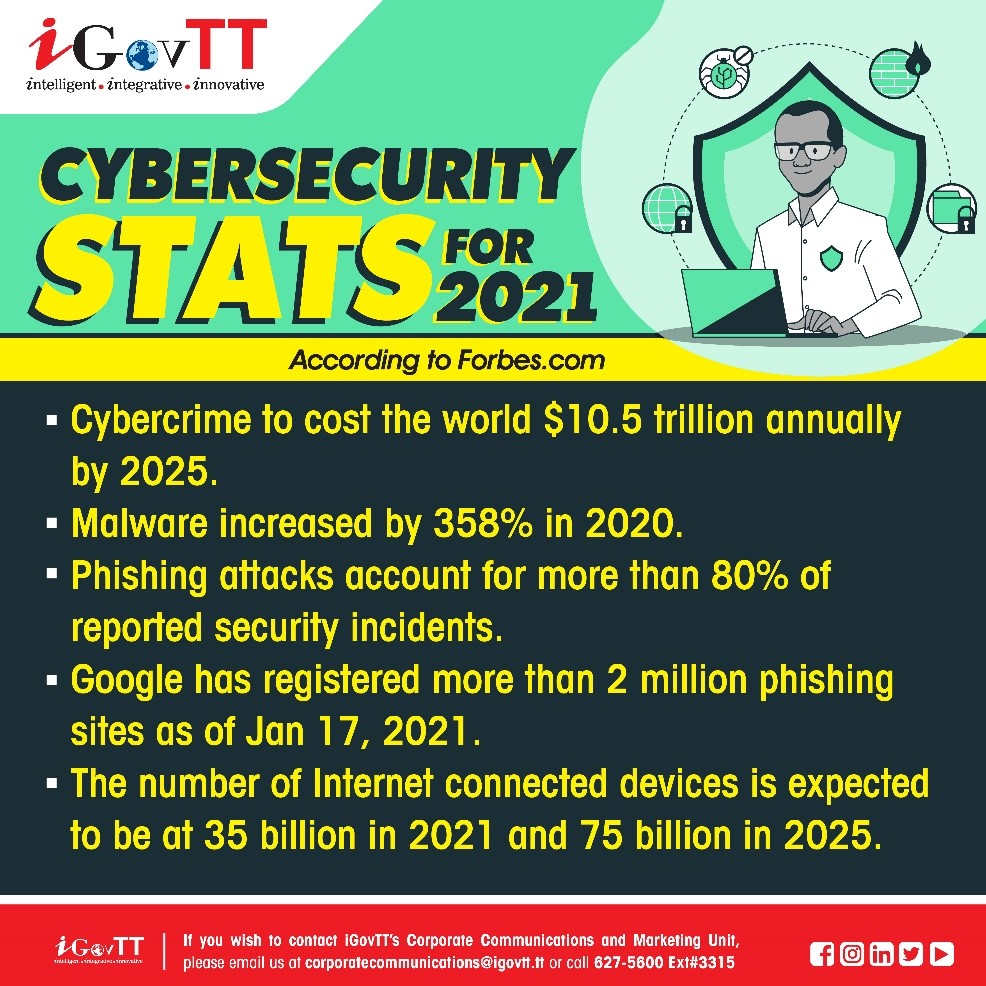 iGovTT
intelligent • integrative • innovative
CYBERSECURITY
STATS FOR
2021
According to Forbes.com
▪ Cybercrime to cost the world $10.5 trillion annually
by 2025.
▪ Malware increased by 358% in 2020.
▪ Phishing attacks account for more than 80% of
reported security incidents.
▪ Google has registered more than 2 million phishing
sites as of Jan 17, 2021.
▪ The number of Internet connected devices is expected
to be at 35 billion in 2021 and 75 billion in 2025.
iGovTT
intelligent • integrative • innovative
If you wish to contact iGovTT's Corporate Communications and Marketing Unit,
please email us at corporatecommunications@igovtt.tt or call 627-5600 Ext#3315